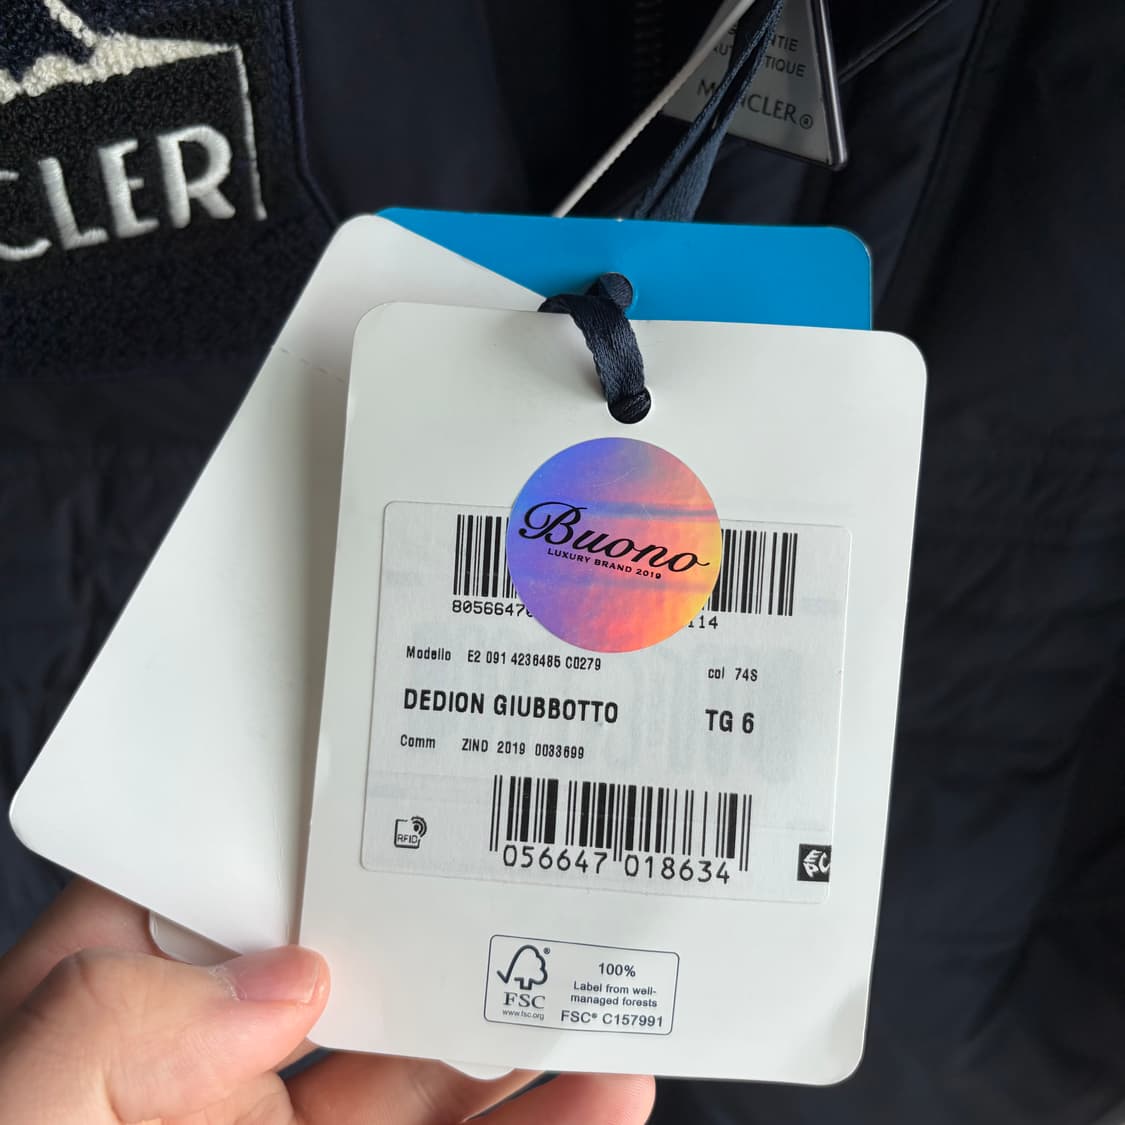 CLER
MONCLER®
Buono
LUXURY BRAND 2019
Modello E2 091 4236485 C0279
col 74S
DEDION GIUBBOTTO
TG 6
Comm ZIND 2019 0033699
RFID
056647 018634
EPC
FSC
www.fsc.org
100%
Label from well-
managed forests
FSC® C157991